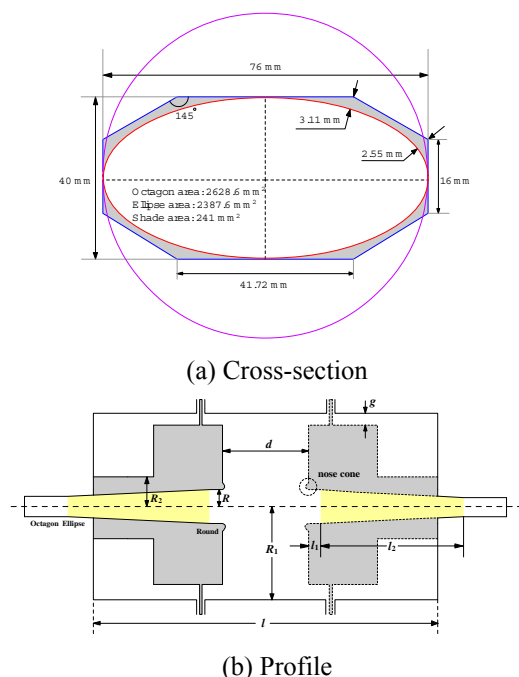 76 mm
145°
3.11 mm
2.55 mm
40 mm
16 mm
Octagon area: 2628.6 mm²
Ellipse area: 2387.6 mm²
Shade area: 241 mm²
41.72 mm
(a) Cross-section
g
d
nose cone
R₂
R
Octagon Ellipse
Round
R₁
l₁
l₂
l
(b) Profile